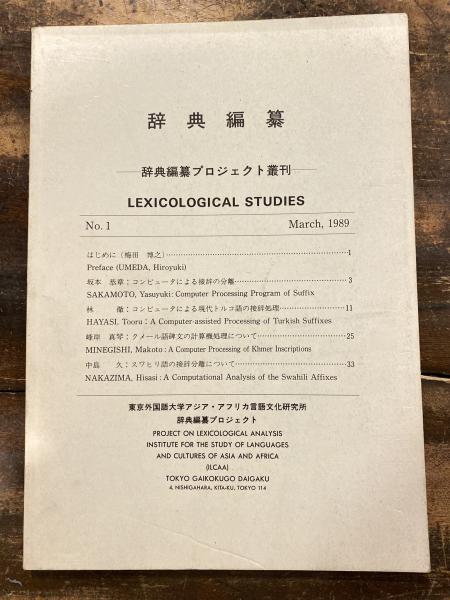 辞典編纂
―辞典編纂プロジェクト叢刊―
LEXICOLOGICAL STUDIES
No. 1 March, 1989
はじめに（梅田 博之）……………………………1
Preface (UMEDA, Hiroyuki)
坂本 恭章：コンピュータによる接辞の分離……………………………3
SAKAMOTO, Yasuyuki: Computer Processing Program of Suffix
林 徹：コンピュータによる現代トルコ語の接辞処理……………………………11
HAYASI, Tooru: A Computer-assisted Processing of Turkish Suffixes
峰岸 真琴：クメール語碑文の計算機処理について……………………………25
MINEGISHI, Makoto: A Computer Processing of Khmer Inscriptions
中島 久：スワヒリ語の接辞分離について……………………………33
NAKAZIMA, Hisasi: A Computational Analysis of the Swahili Affixes
東京外国語大学アジア・アフリカ言語文化研究所
辞典編纂プロジェクト
PROJECT ON LEXICOLOGICAL ANALYSIS
INSTITUTE FOR THE STUDY OF LANGUAGES
AND CULTURES OF ASIA AND AFRICA
(ILCAA)
TOKYO GAIKOKUGO DAIGAKU
4, NISHIGAHARA, KITA-KU, TOKYO 114